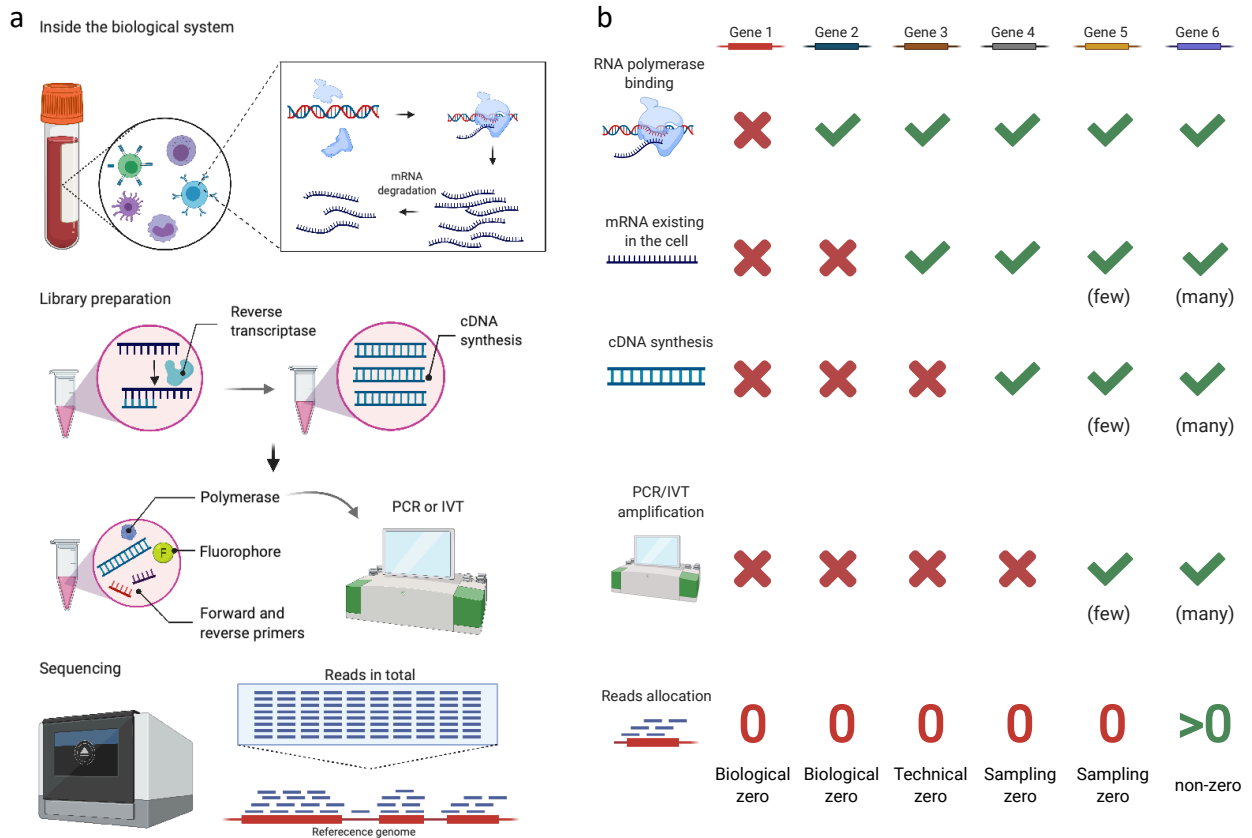 a
Inside the biological system
mRNA
degradation
Library preparation
Reverse
transcriptase
cDNA
synthesis
Polymerase
Fluorophore
F
Forward and
reverse primers
PCR or IVT
Sequencing
Reads in total
Referecence genome
b
Gene 1 Gene 2 Gene 3 Gene 4 Gene 5 Gene 6
RNA polymerase
binding
mRNA existing
in the cell
(few) (many)
cDNA synthesis
(few) (many)
PCR/IVT
amplification
(few) (many)
Reads allocation
0 0 0 0 0 >0
Biological Biological Technical Sampling Sampling non-zero
zero zero zero zero zero